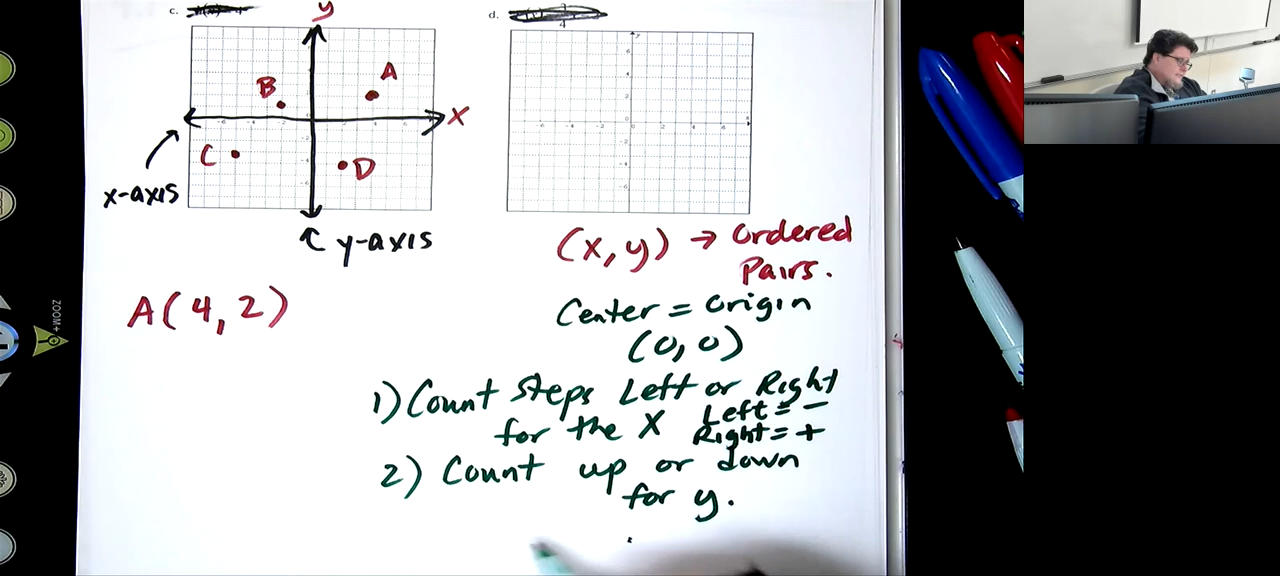 c.
d.
y
A
B
x
C
D
x-axis
y-axis
(x, y) → ordered
Pairs.
A(4, 2)
Center = origin
(0, 0)
1) Count steps Left or Right
for the X Left = −
Right = +
2) Count up or down
for y.
ZOOM+